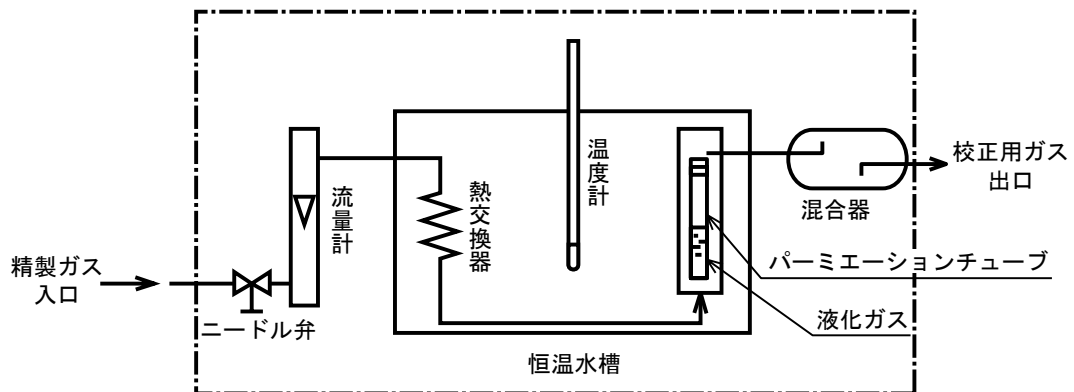 精製ガス
入口
ニードル弁
流量計
熱交換器
温度計
恒温水槽
混合器
校正用ガス
出口
パーミエーションチューブ
液化ガス